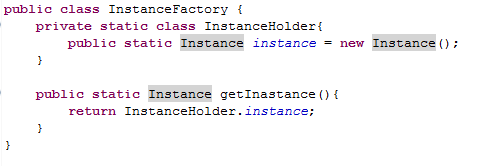 public class InstanceFactory {
    private static class InstanceHolder{
        public static Instance instance = new Instance();
    }

    public static Instance getInastance(){
        return InstanceHolder.instance;
    }
}